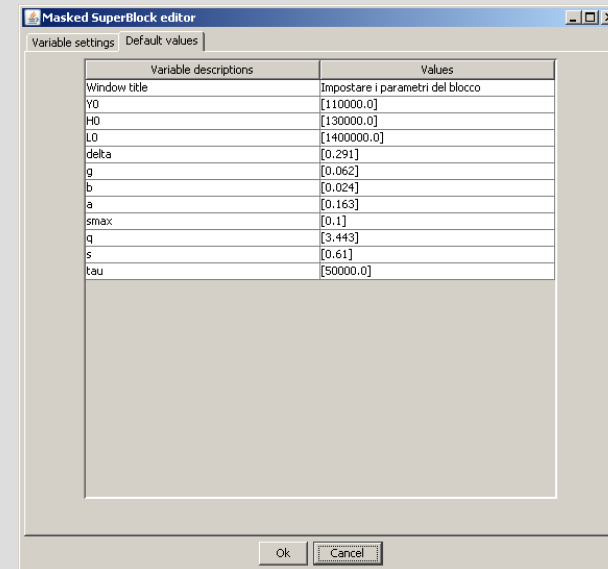 Masked SuperBlock editor
Variable settings Default values
Variable descriptions Values
Window title Impostare i parametri del blocco
Y0 [110000.0]
H0 [130000.0]
L0 [1400000.0]
delta [0.291]
g [0.062]
b [0.024]
a [0.163]
smax [0.1]
q [3.443]
s [0.61]
tau [50000.0]
Ok Cancel